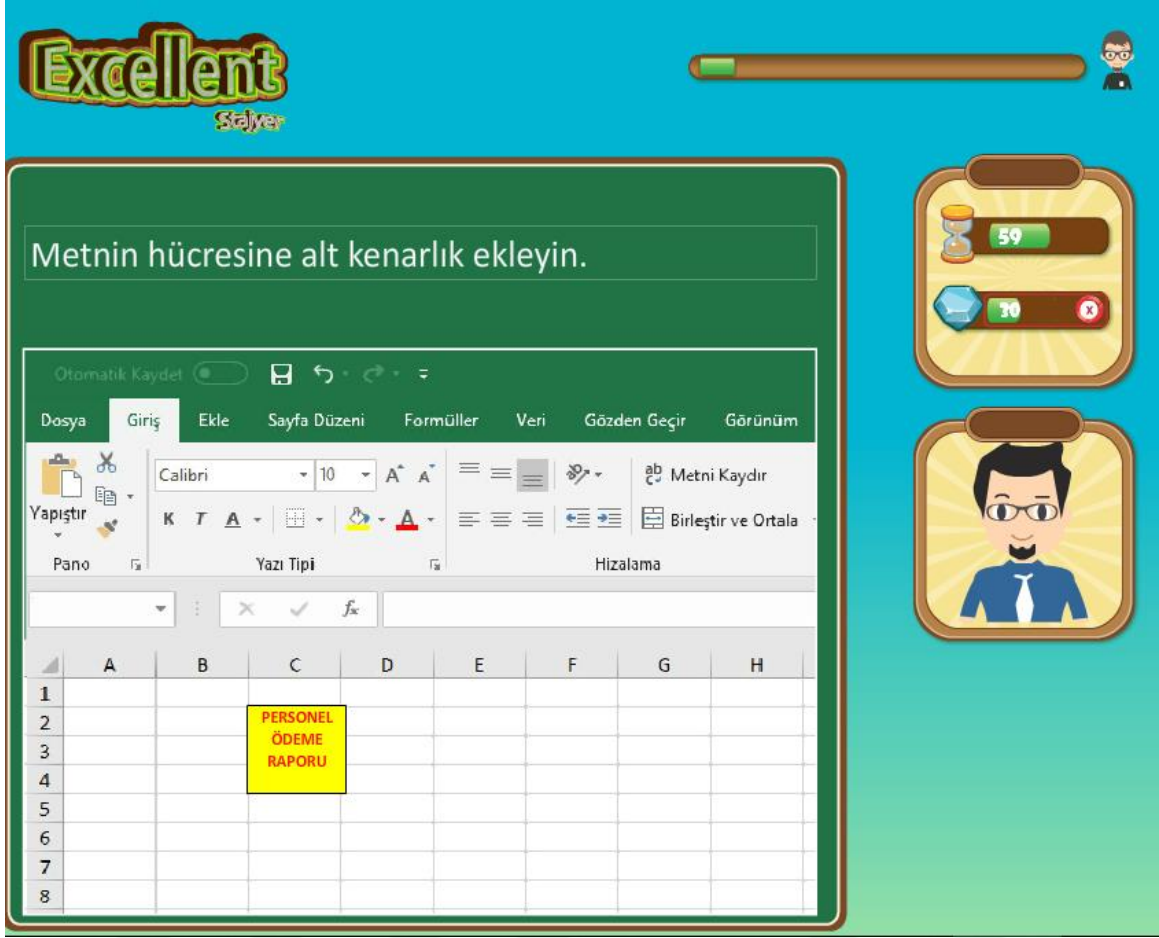 Excellent
Stajyer
59
30
Metnin hücresine alt kenarlık ekleyin.
Otomatik Kaydet
Dosya Giriş Ekle Sayfa Düzeni Formüller Veri Gözden Geçir Görünüm
Calibri 10 A A ab Metni Kaydır
Yapıştır K T A A Birleştir ve Ortala
Pano Yazı Tipi Hizalama
fx
A B C D E F G H
1
2
3
4
5
6
7
8
PERSONEL
ÖDEME
RAPORU